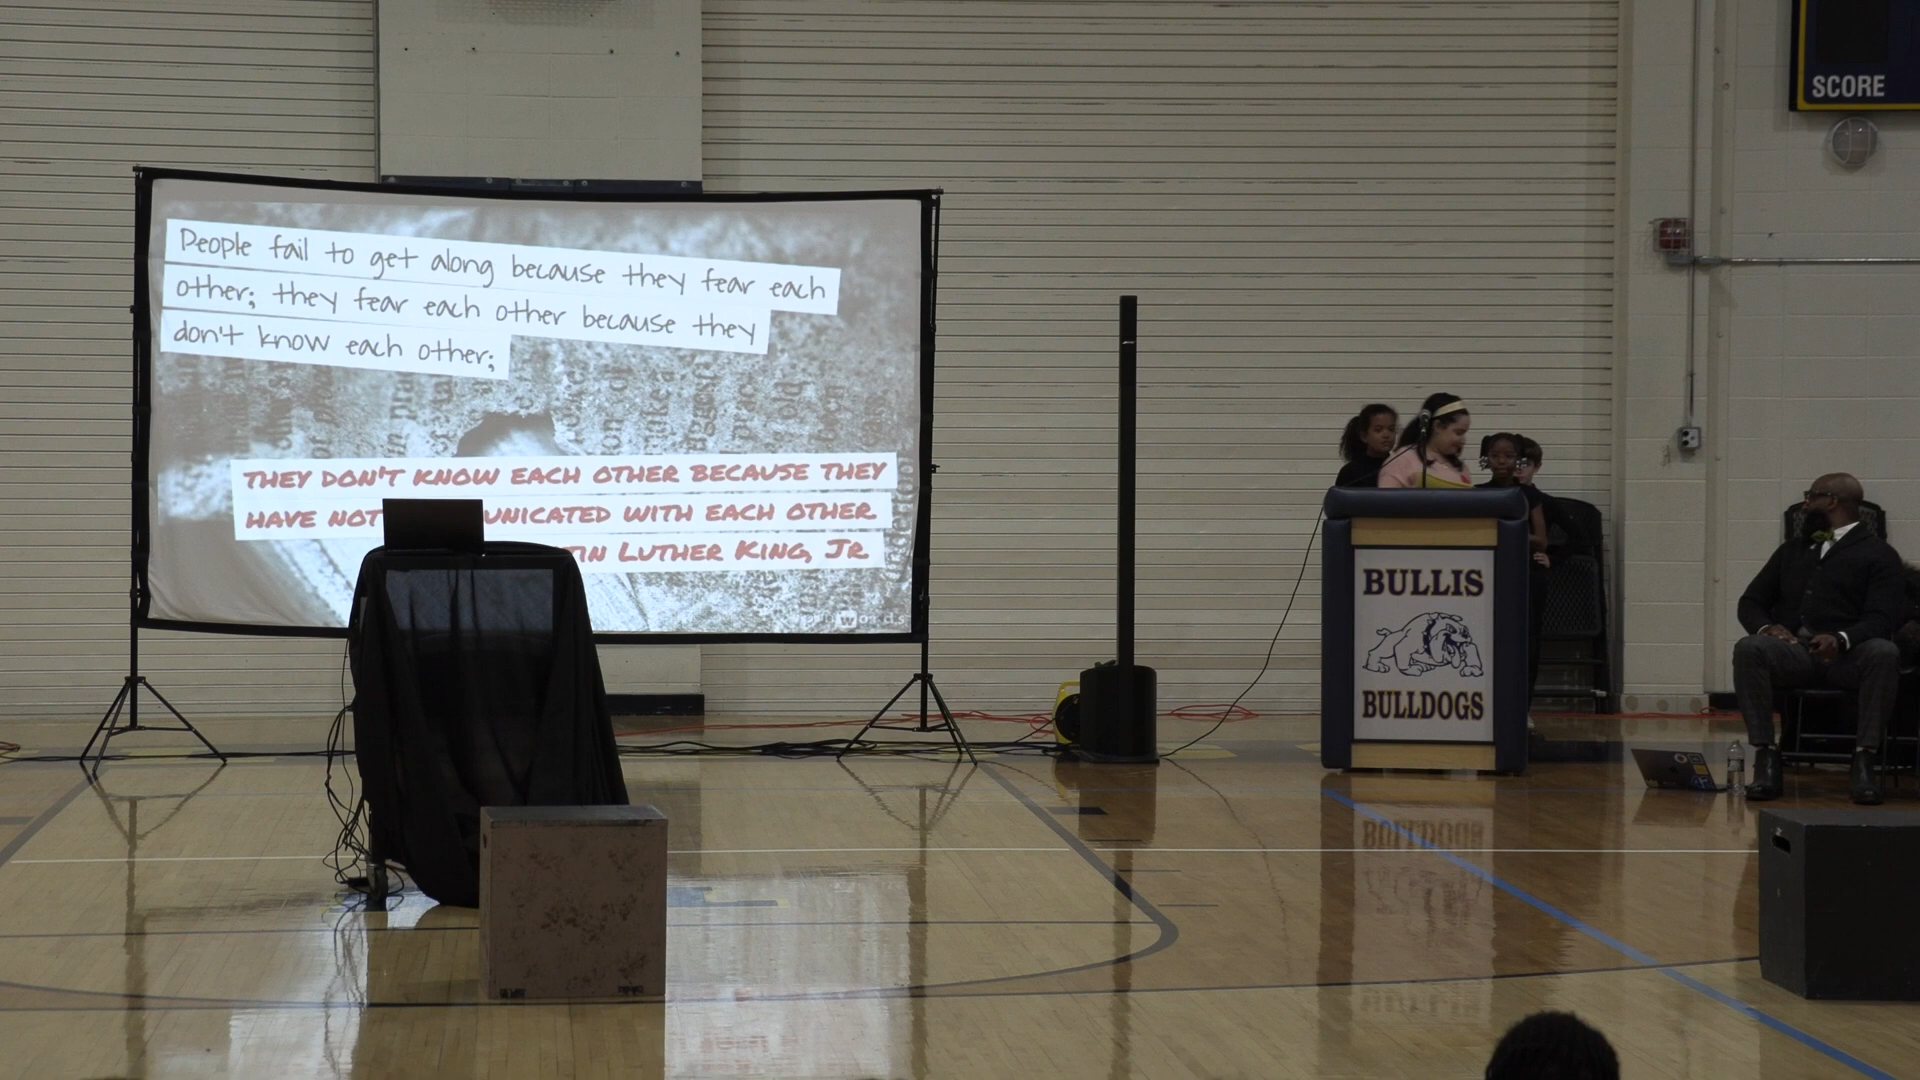 People fail to get along because they fear each
other; they fear each other because they
don't know each other;
THEY DON'T KNOW EACH OTHER BECAUSE THEY
HAVE NOT UNICATED WITH EACH OTHER.
TIN LUTHER KING, JR
SCORE
BULLIS
BULLDOGS